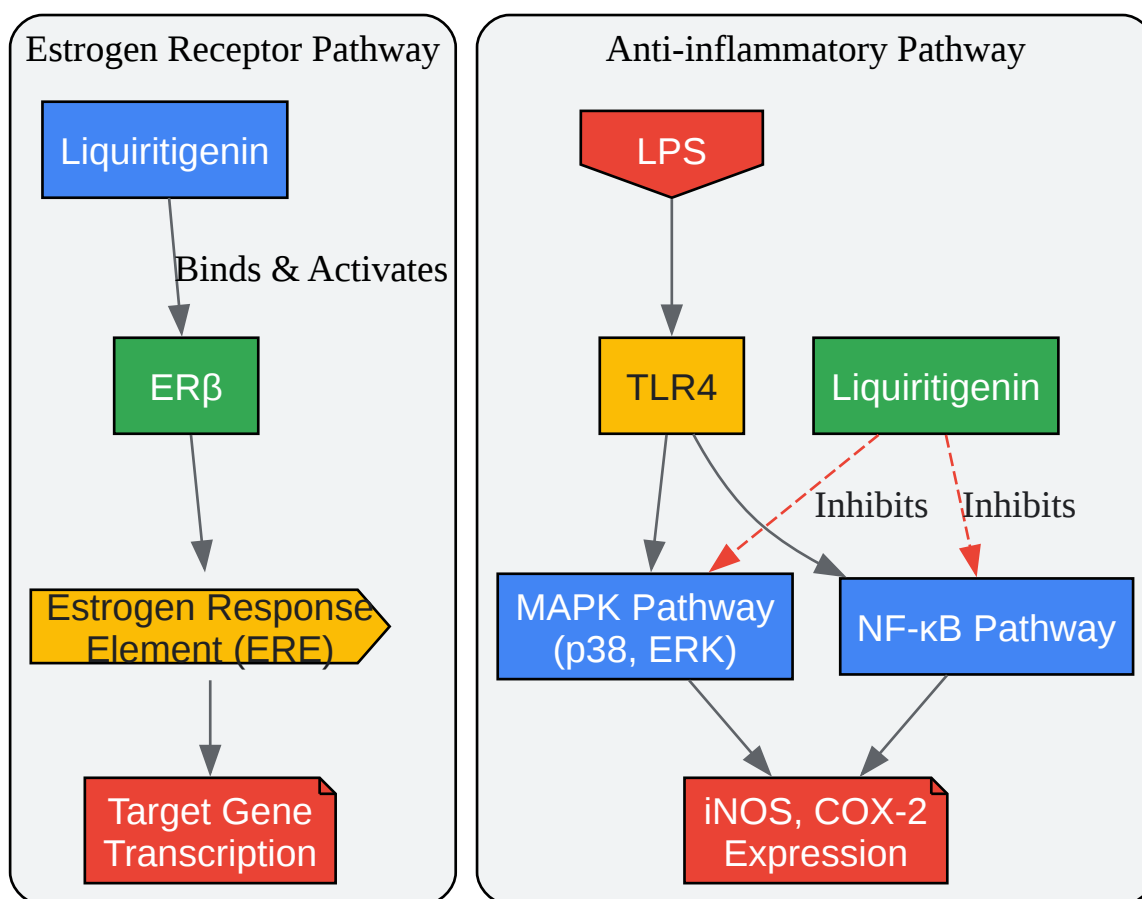 Estrogen Receptor Pathway
Liquiritigenin
Binds & Activates
ERβ
Estrogen Response
Element (ERE)
Target Gene
Transcription
Anti-inflammatory Pathway
LPS
TLR4
Liquiritigenin
Inhibits
Inhibits
MAPK Pathway
(p38, ERK)
NF-κB Pathway
iNOS, COX-2
Expression